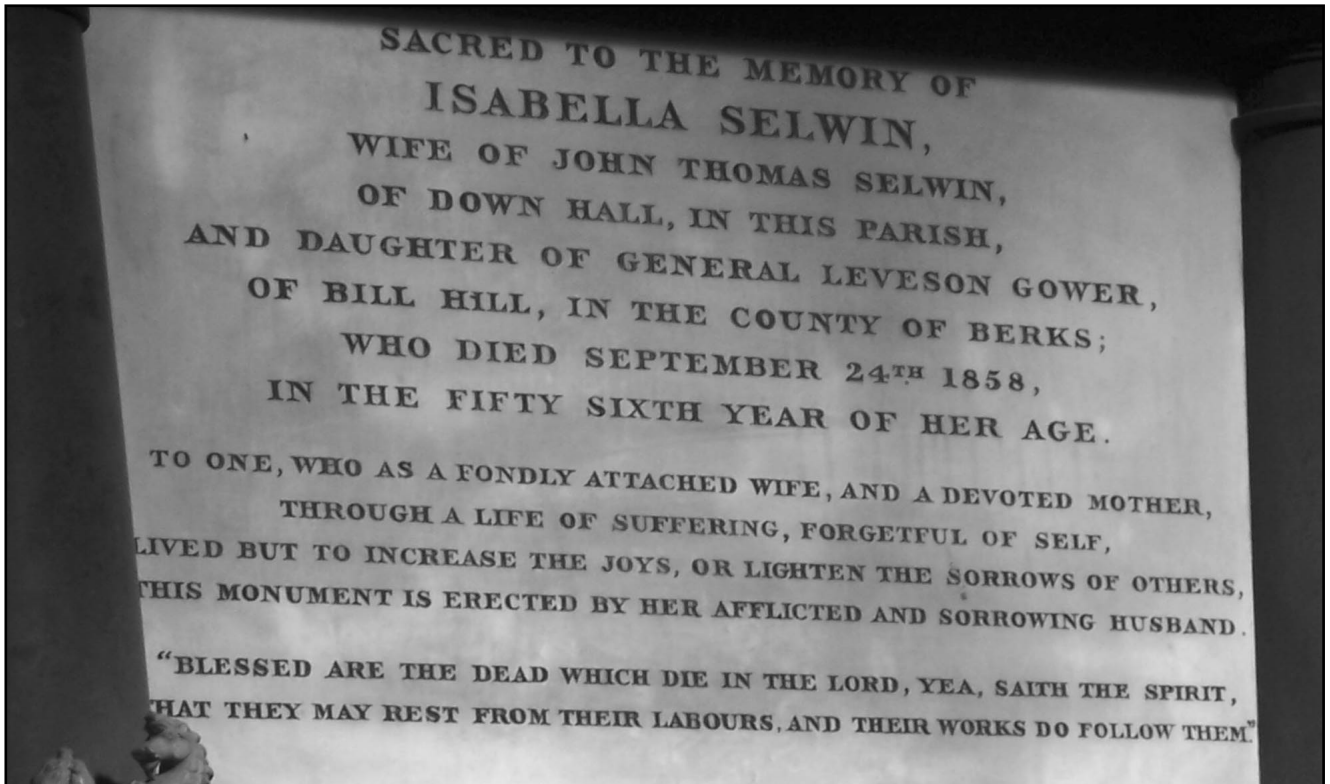 SACRED TO THE MEMORY OF
ISABELLA SELWIN,
WIFE OF JOHN THOMAS SELWIN,
OF DOWN HALL, IN THIS PARISH,
AND DAUGHTER OF GENERAL LEVESON GOWER,
OF BILL HILL, IN THE COUNTY OF BERKS;
WHO DIED SEPTEMBER 24TH 1858,
IN THE FIFTY SIXTH YEAR OF HER AGE.
TO ONE, WHO AS A FONDLY ATTACHED WIFE, AND A DEVOTED MOTHER,
THROUGH A LIFE OF SUFFERING, FORGETFUL OF SELF,
LIVED BUT TO INCREASE THE JOYS, OR LIGHTEN THE SORROWS OF OTHERS,
THIS MONUMENT IS ERECTED BY HER AFFLICTED AND SORROWING HUSBAND.
"BLESSED ARE THE DEAD WHICH DIE IN THE LORD, YEA, SAITH THE SPIRIT,
THAT THEY MAY REST FROM THEIR LABOURS, AND THEIR WORKS DO FOLLOW THEM."